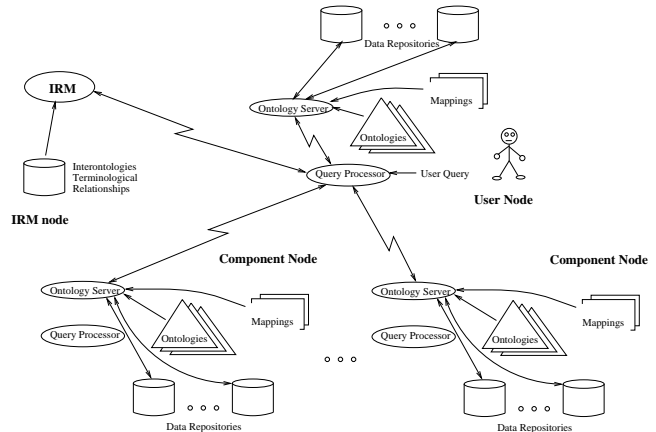 Data Repositories
IRM
Mappings
Ontology Server
Ontologies
Interontologies
Terminological
Relationships
Query Processor
User Query
User Node
IRM node
Component Node
Component Node
Ontology Server
Mappings
Ontologies
Query Processor
Data Repositories
Ontology Server
Mappings
Ontologies
Query Processor
Data Repositories